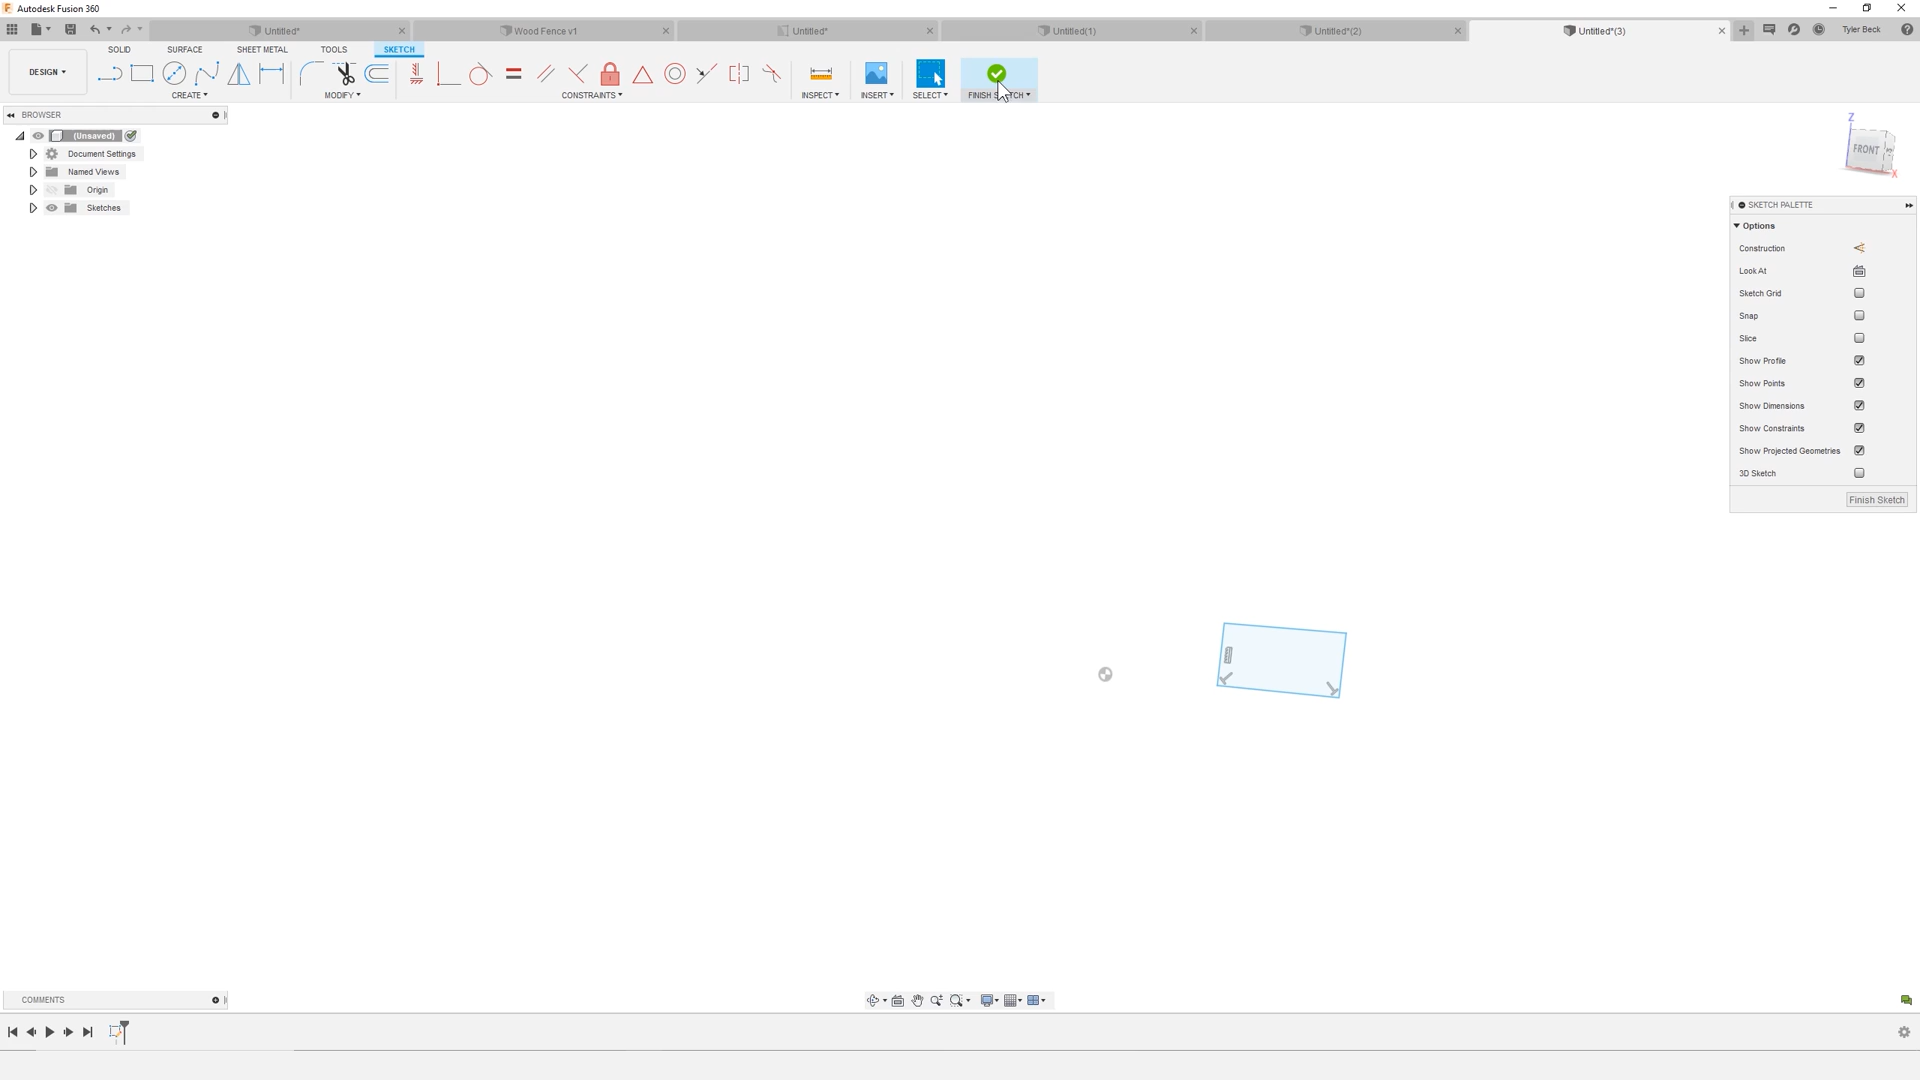 Autodesk Fusion 360
Untitled*
Wood Fence v1
Untitled*
Untitled(1)
Untitled*(2)
Untitled*(3)
Tyler Beck
SOLID
SURFACE
SHEET METAL
TOOLS
SKETCH
DESIGN
CREATE
MODIFY
CONSTRAINTS
INSPECT
INSERT
SELECT
BROWSER
(Unsaved)
Document Settings
Named Views
Origin
Sketches
Z
FRONT
X
SKETCH PALETTE
Options
Construction
Look At
Sketch Grid
Snap
Slice
Show Profile
Show Points
Show Dimensions
Show Constraints
Show Projected Geometries
3D Sketch
Finish Sketch
COMMENTS